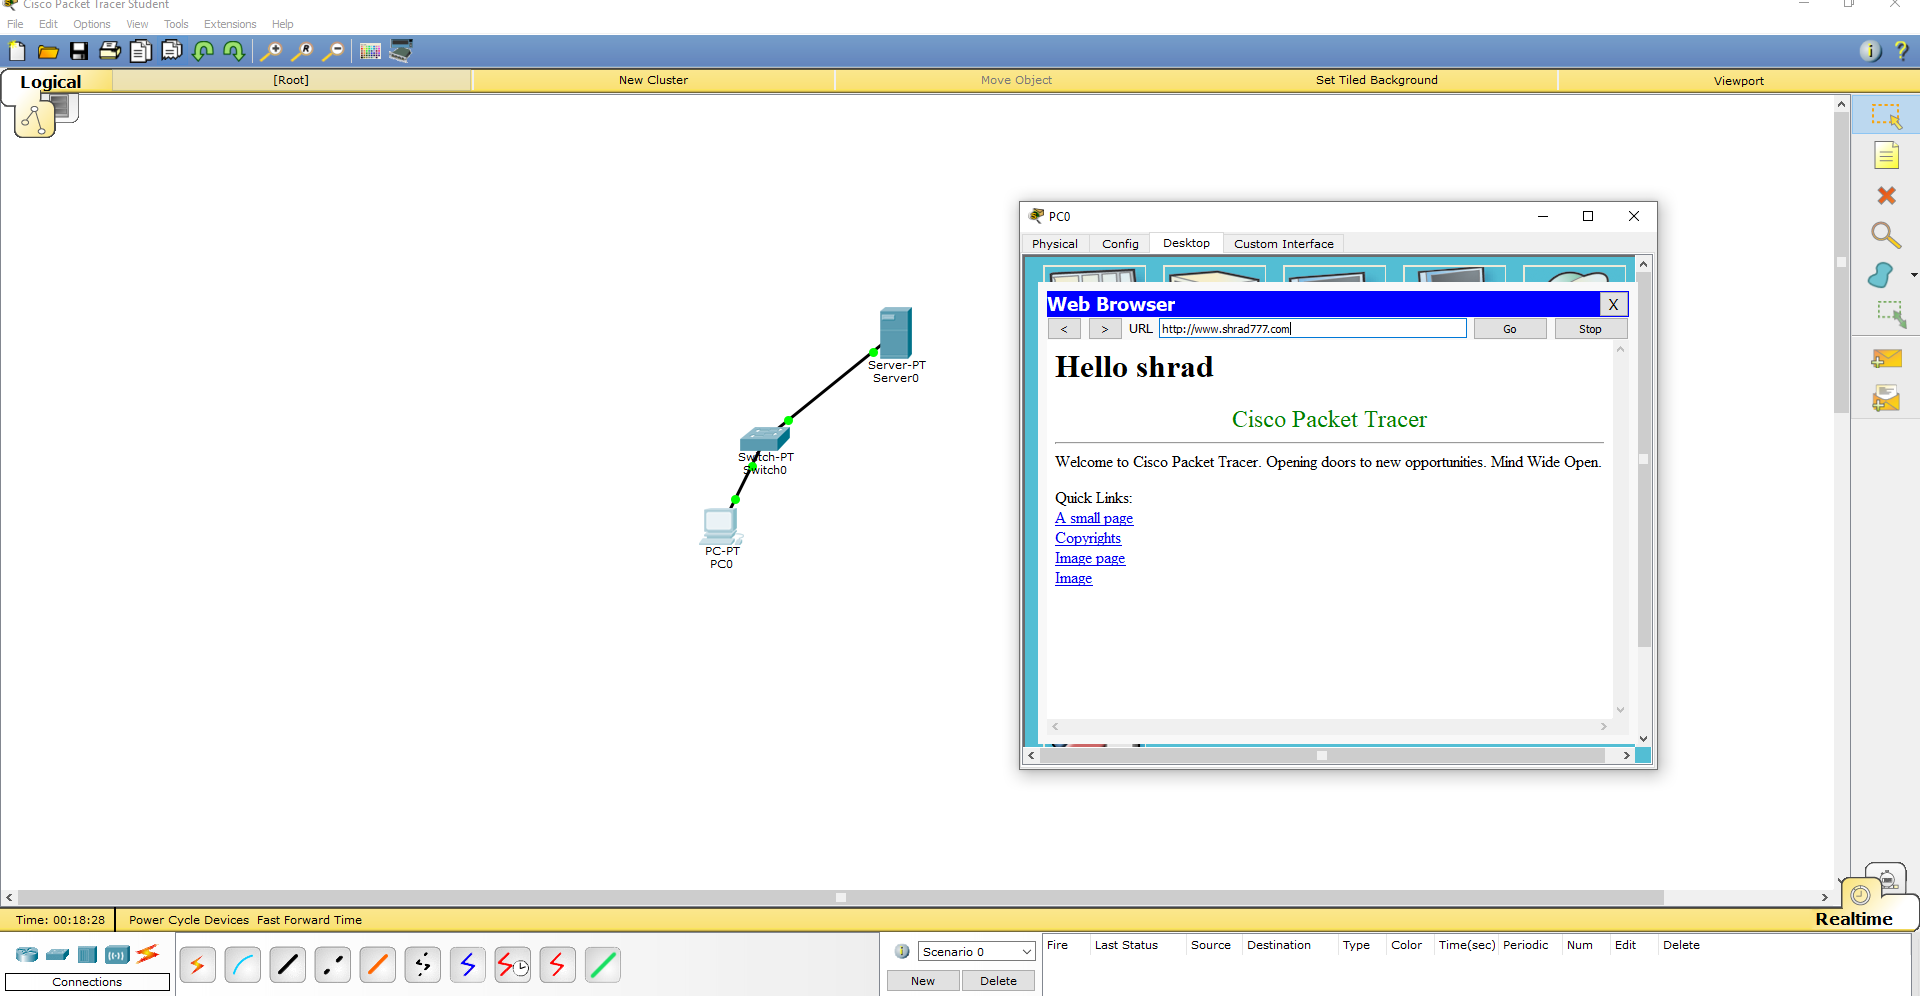 Cisco Packet Tracer Student
File Edit Options View Tools Extensions Help
Logical [Root] New Cluster Move Object Set Tiled Background Viewport
Server-PT
Server0
Switch-PT
Switch0
PC-PT
PC0
PC0
Physical Config Desktop Custom Interface
Web Browser X
< > URL http://www.shrad777.com Go Stop
Hello shrad
Cisco Packet Tracer
Welcome to Cisco Packet Tracer. Opening doors to new opportunities. Mind Wide Open.
Quick Links:
A small page
Copyrights
Image page
Image
Time: 00:18:28 Power Cycle Devices Fast Forward Time Realtime
Scenario 0 Fire Last Status Source Destination Type Color Time(sec) Periodic Num Edit Delete
Connections New Delete